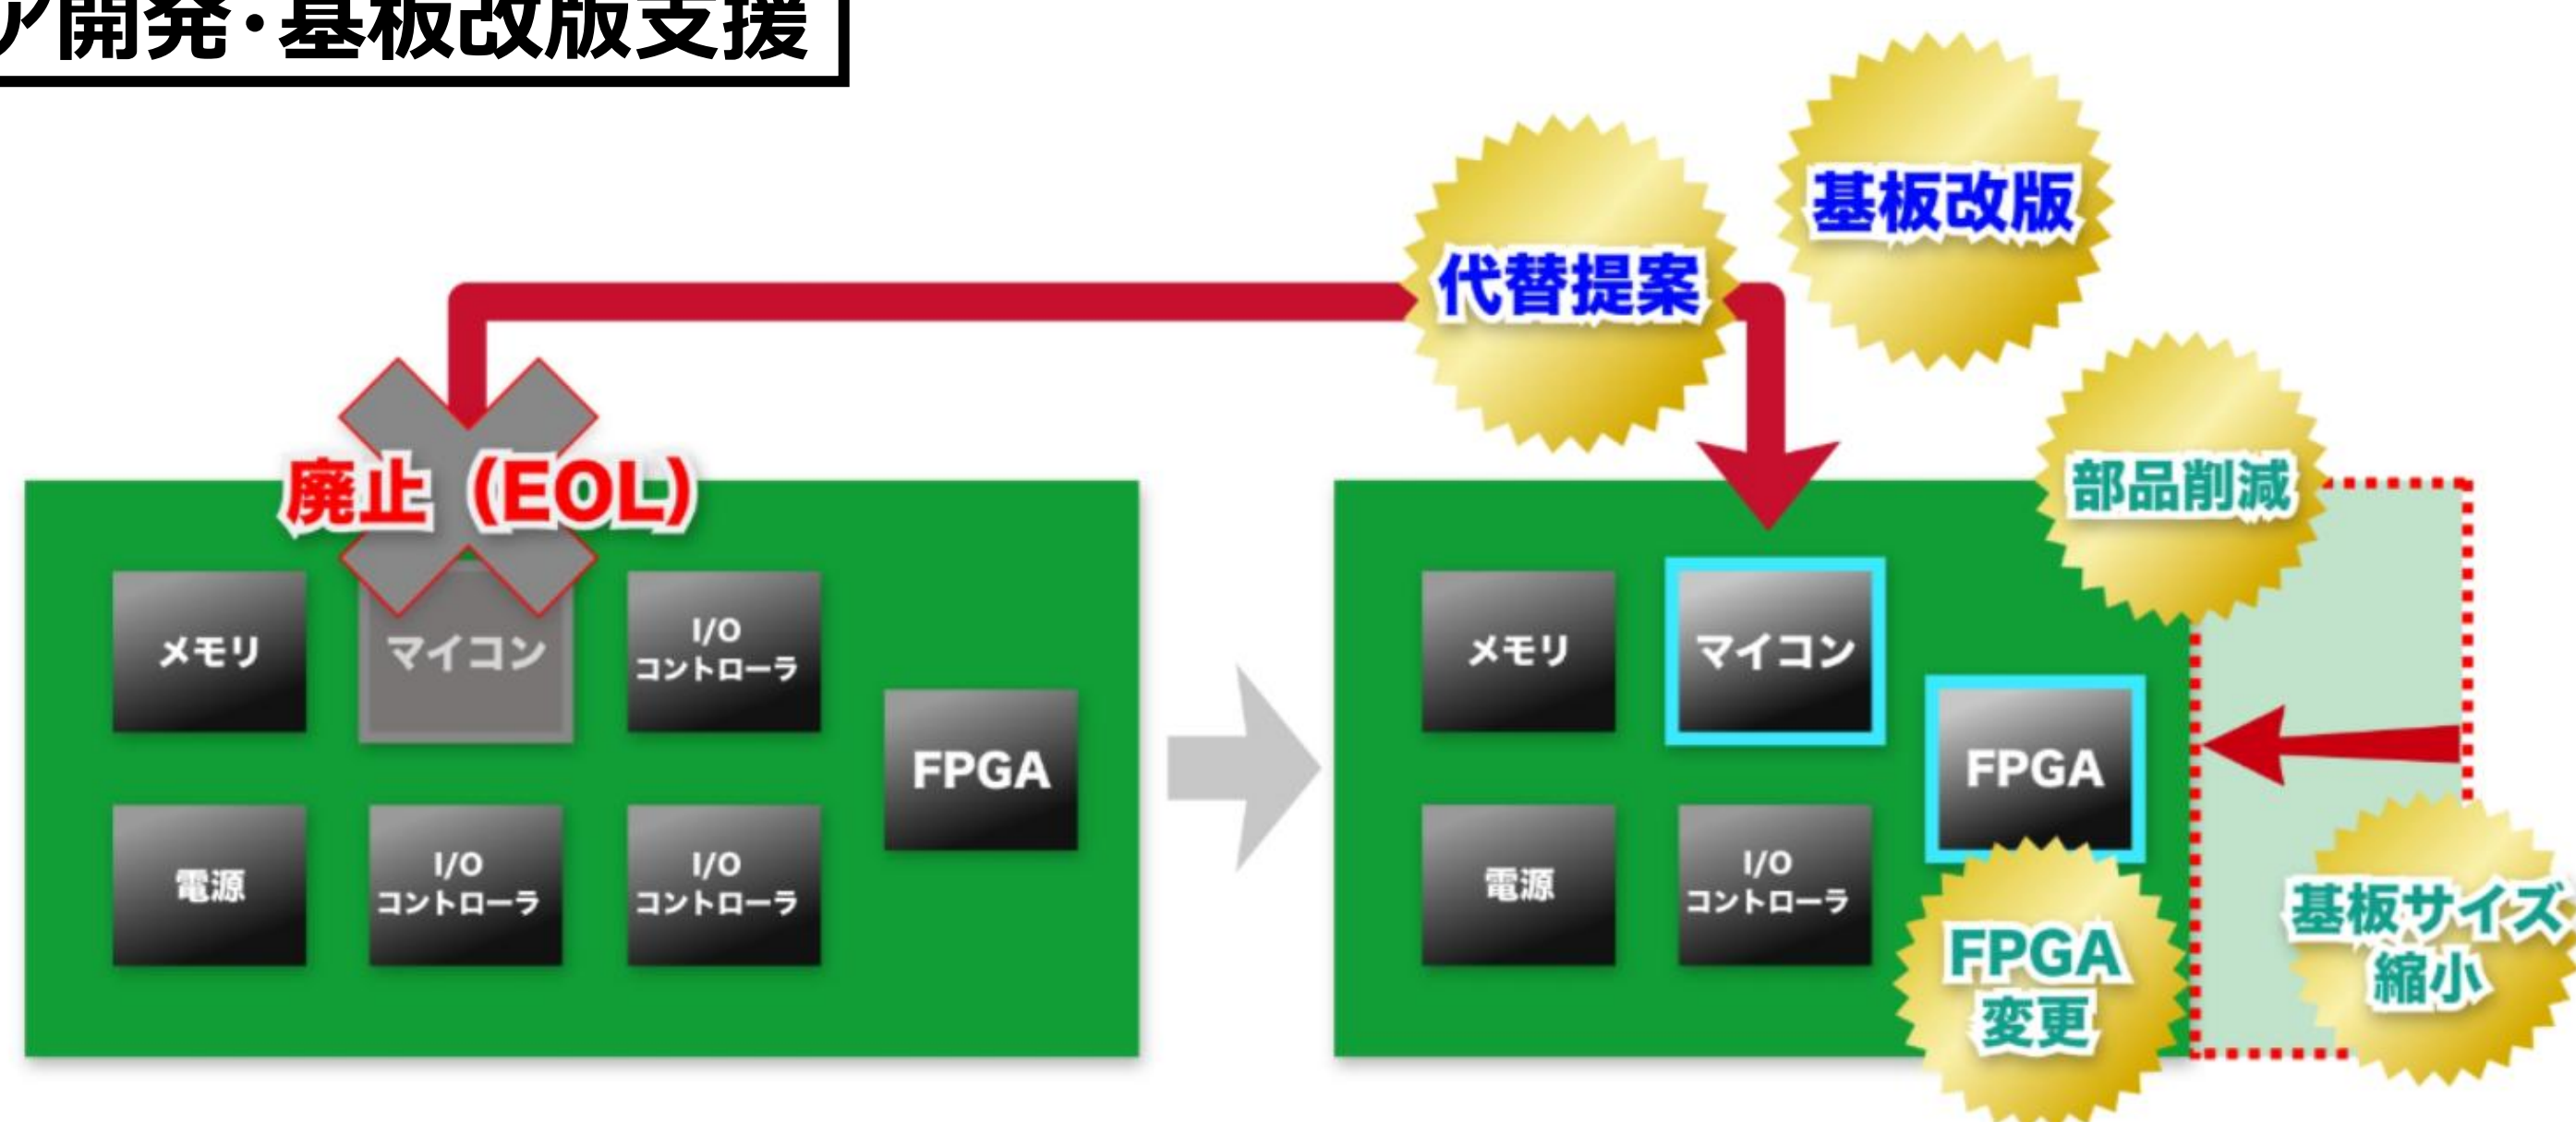 ア開発・基板改版支援
基板改版
代替提案
廃止（EOL）
部品削減
メモリ
マイコン
I/O
コントローラ
FPGA
電源
I/O
コントローラ
I/O
コントローラ
メモリ
マイコン
FPGA
電源
I/O
コントローラ
FPGA
変更
基板サイズ
縮小